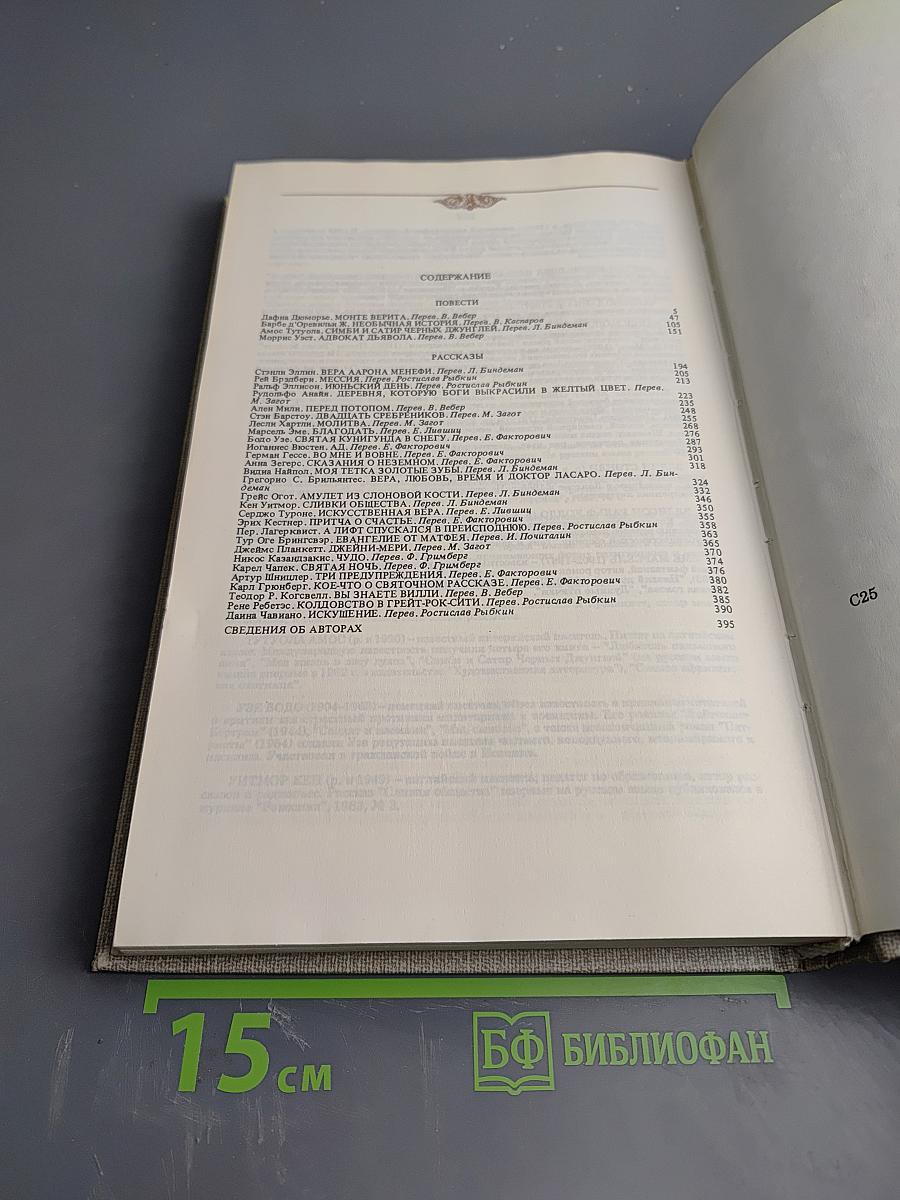 СОДЕРЖАНИЕ
ПОВЕСТИ
Дафна Дюморье. МОНТЕ ВЕРИТА. Перев. В. Вебер 5
Барбе д'Оревильи Ж. НЕОБЫЧНАЯ ИСТОРИЯ. Перев. В. Каспаров 47
Амос Тутуола. СИМБИ И САТИР ЧЕРНЫХ ДЖУНГЛЕЙ. Перев. Л. Биндеман 105
Моррис Уэст. АДВОКАТ ДЬЯВОЛА. Перев. В. Вебер 151
РАССКАЗЫ
Стэнли Эллин. ВЕРА ААРОНА МЕНЕФИ. Перев. Л. Биндеман 194
Рей Брэдбери. МЕССИЯ. Перев. Ростислав Рыбкин 205
Ральф Эллисон. ИЮНЬСКИЙ ДЕНЬ. Перев. Ростислав Рыбкин 213
Рудольфо Анайя. ДЕРЕВНЯ, КОТОРУЮ БОГИ ВЫКРАСИЛИ В ЖЕЛТЫЙ ЦВЕТ. Перев.
М. Загот 223
Ален Милн. ПЕРЕД ПОТОПОМ. Перев. В. Вебер 235
Стэн Барстоу. ДВАДЦАТЬ СРЕБРЕНИКОВ. Перев. М. Загот 248
Лесли Хартли. МОЛИТВА. Перев. М. Загот 255
Марсель Эме. БЛАГОДАТЬ. Перев. Е. Лившиц 268
Бодо Узе. СВЯТАЯ КУНИГУНДА В СНЕГУ. Перев. Е. Факторович 276
Иоганнес Вюстен. АД. Перев. Е. Факторович 287
Герман Гессе. ВО МНЕ И ВОВНЕ. Перев. Е. Факторович 293
Анна Зегерс. СКАЗАНИЯ О НЕЗЕМНОМ. Перев. Е. Факторович 301
Видиа Найпол. МОЯ ТЕТКА ЗОЛОТЫЕ ЗУБЫ. Перев. Л. Биндеман 318
Грегорио С. Брильянтес. ВЕРА, ЛЮБОВЬ, ВРЕМЯ И ДОКТОР ЛАСАРО. Перев. Л. Бин-
деман 324
Грейс Огот. АМУЛЕТ ИЗ СЛОНОВОЙ КОСТИ. Перев. Л. Биндеман 332
Кен Уитмор. СЛИВКИ ОБЩЕСТВА. Перев. Л. Биндеман 346
Серджо Туроне. ИСКУССТВЕННАЯ ВЕРА. Перев. Е. Лившиц 350
Эрих Кестнер. ПРИТЧА О СЧАСТЬЕ. Перев. Е. Факторович 355
Пер. Лагерквист. А ЛИФТ СПУСКАЛСЯ В ПРЕИСПОДНЮЮ. Перев. Ростислав Рыбкин 358
Тур Оге Брингсвэр. ЕВАНГЕЛИЕ ОТ МАТФЕЯ. Перев. И. Почиталин 363
Джеймс Планкетт. ДЖЕЙНИ-МЕРИ. Перев. М. Загот 365
Никос Казандзакис. ЧУДО. Перев. Ф. Гримберг 370
Карел Чапек. СВЯТАЯ НОЧЬ. Перев. Ф. Гримберг 374
Артур Шницлер. ТРИ ПРЕДУПРЕЖДЕНИЯ. Перев. Е. Факторович 376
Карл Грюнберг. КОЕ-ЧТО О СВЯТОЧНОМ РАССКАЗЕ. Перев. Е. Факторович 380
Теодор Р. Когсвелл. ВЫ ЗНАЕТЕ ВИЛЛИ. Перев. В. Вебер 382
Рене Ребетэс. КОЛДОВСТВО В ГРЕЙТ-РОК-СИТИ. Перев. Ростислав Рыбкин 385
Даина Чавиано. ИСКУШЕНИЕ. Перев. Ростислав Рыбкин 390
СВЕДЕНИЯ ОБ АВТОРАХ 395
С25
15 см
БФ БИБЛИОФАН